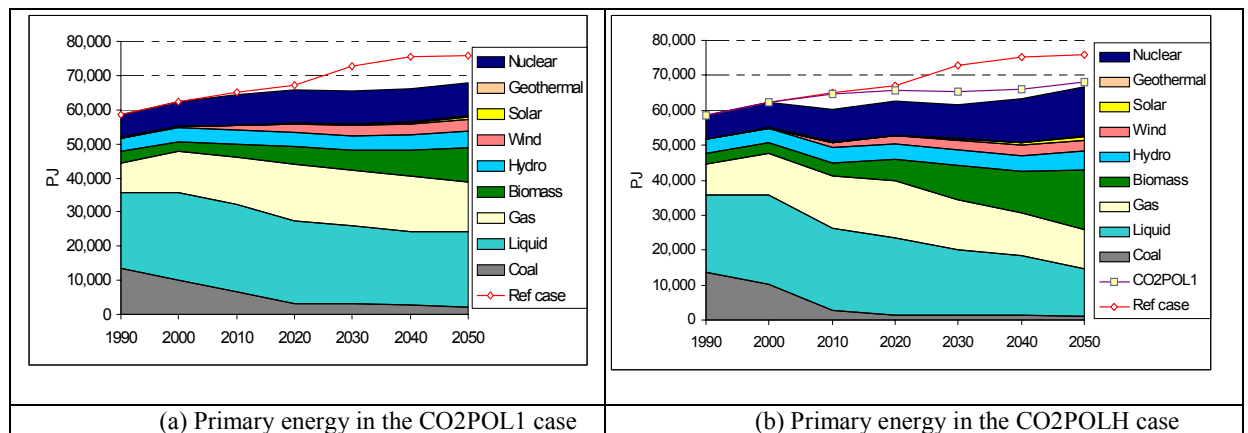 80,000
70,000
60,000
50,000
40,000
30,000
20,000
10,000
0
PJ
1990 2000 2010 2020 2030 2040 2050
Nuclear
Geothermal
Solar
Wind
Hydro
Biomass
Gas
Liquid
Coal
Ref case
(a) Primary energy in the CO2POL1 case
80,000
70,000
60,000
50,000
40,000
30,000
20,000
10,000
0
PJ
1990 2000 2010 2020 2030 2040 2050
Nuclear
Geothermal
Solar
Wind
Hydro
Biomass
Gas
Liquid
Coal
CO2POL1
Ref case
(b) Primary energy in the CO2POLH case